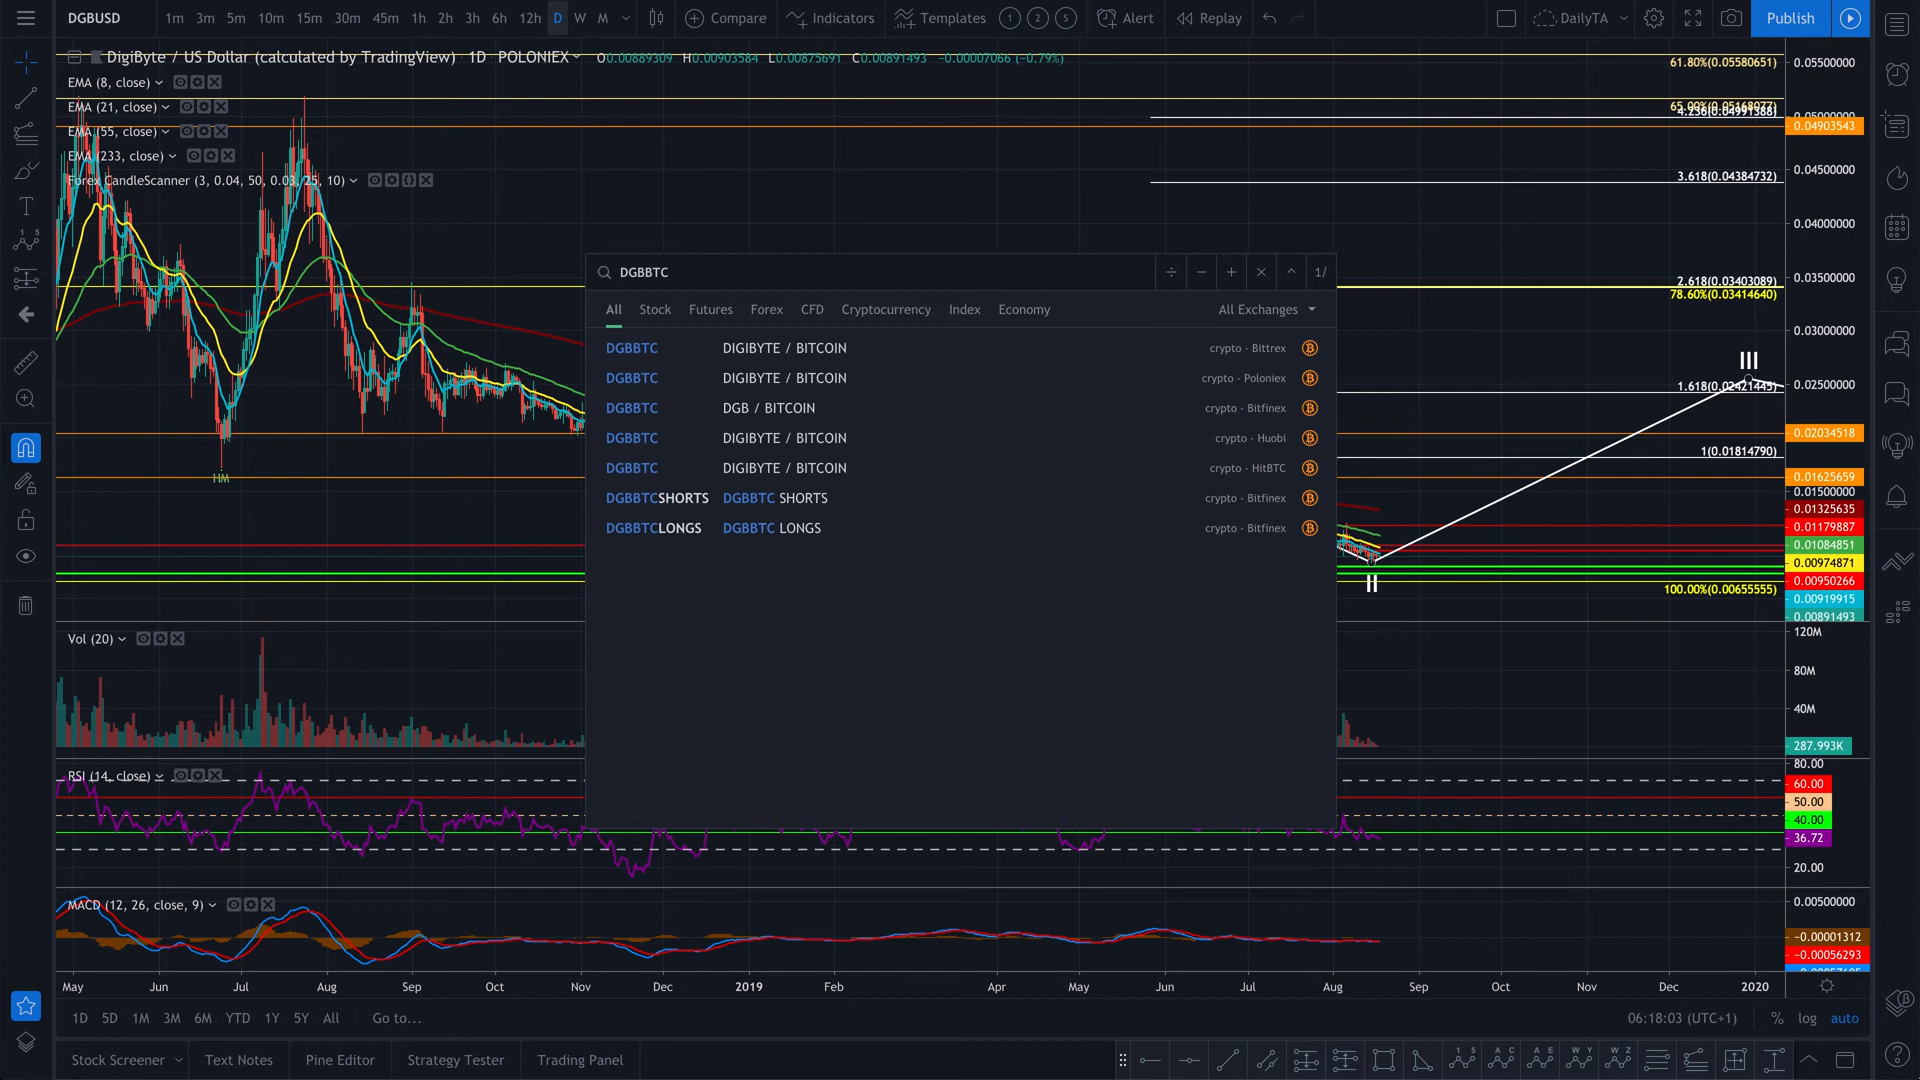 DGBUSD 1m 3m 5m 10m 15m 30m 45m 1h 2h 3h 6h 12h D W M Compare Indicators Templates 1 2 S Alert Replay DailyTA Publish
DigiByte / US Dollar (calculated by TradingView) 1D POLONIEX O0.00889309 H0.00903584 L0.00875691 C0.00891493 −0.00007066 (−0.79%)
EMA (8, close)
EMA (21, close)
EMA (55, close)
EMA (233, close)
Forex CandleScanner (3, 0.04, 50, 0.03, 25, 10)
61.80%(0.05580651)
0.05500000
65.00%(0.05168077)
4.236(0.04991388)
0.04903543
0.04500000
3.618(0.04384732)
0.04000000
0.03500000
2.618(0.03403089)
78.60%(0.03414640)
0.03000000
III
0.02500000
1.618(0.02421445)
0.02034518
1(0.01814790)
0.01625659
0.01500000
0.01325635
0.01179887
0.01084851
0.00974871
0.00950266
100.00%(0.00655555)
0.00919915
0.00891493
II
HM
DGBBTC ÷ − + × ^ 1/
All Stock Futures Forex CFD Cryptocurrency Index Economy All Exchanges
DGBBTC DIGIBYTE / BITCOIN crypto - Bittrex
DGBBTC DIGIBYTE / BITCOIN crypto - Poloniex
DGBBTC DGB / BITCOIN crypto - Bitfinex
DGBBTC DIGIBYTE / BITCOIN crypto - Huobi
DGBBTC DIGIBYTE / BITCOIN crypto - HitBTC
DGBBTCSHORTS DGBBTC SHORTS crypto - Bitfinex
DGBBTCLONGS DGBBTC LONGS crypto - Bitfinex
Vol (20)
120M
80M
40M
287.993K
RSI (14, close)
80.00
60.00
50.00
40.00
36.72
20.00
MACD (12, 26, close, 9)
0.00500000
−0.00001312
−0.00056293
May Jun Jul Aug Sep Oct Nov Dec 2019 Feb Apr May Jun Jul Aug Sep Oct Nov Dec 2020
1D 5D 1M 3M 6M YTD 1Y 5Y All Go to... 06:18:03 (UTC+1) % log auto
Stock Screener Text Notes Pine Editor Strategy Tester Trading Panel